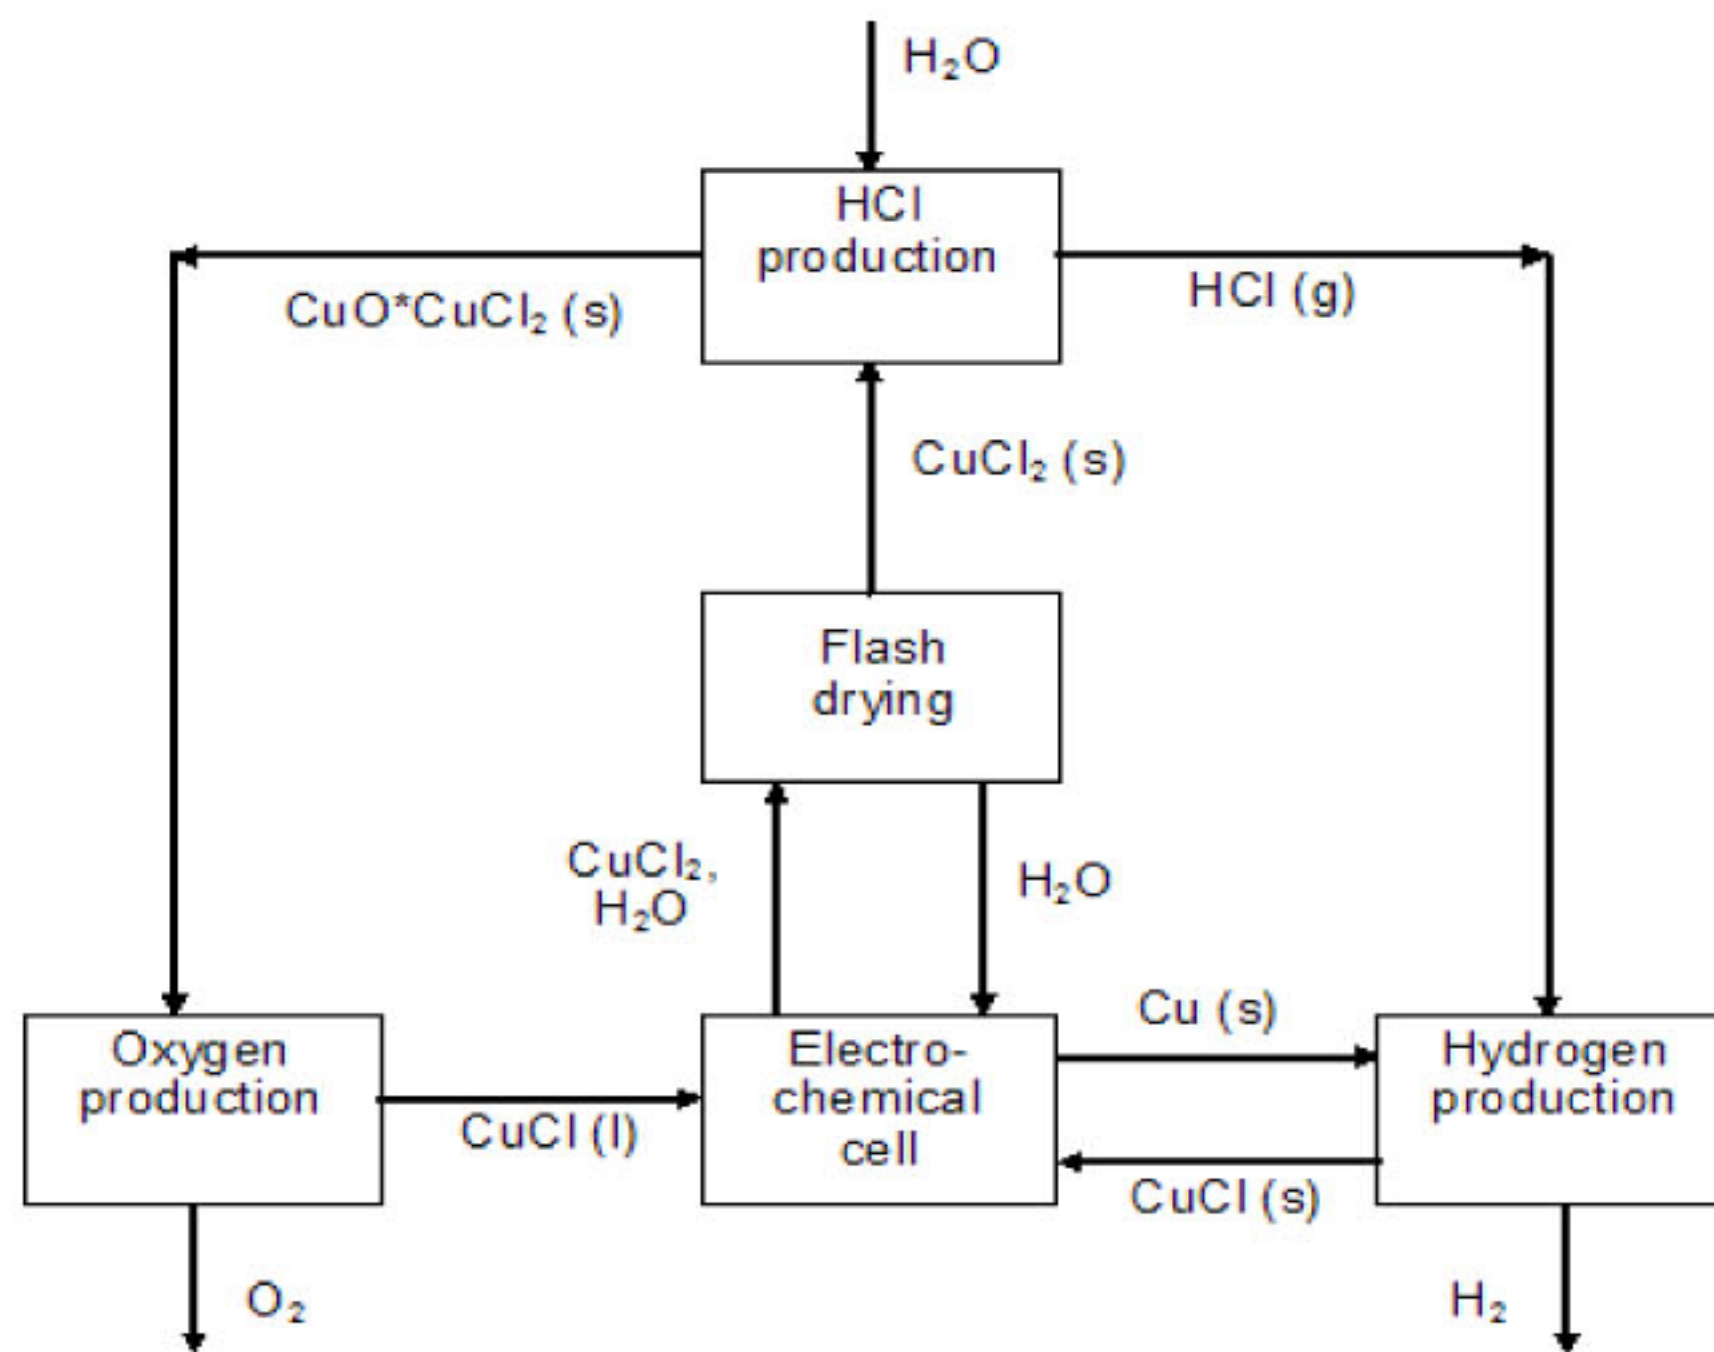 H₂O
HCl
production
CuO*CuCl₂ (s)
HCl (g)
CuCl₂ (s)
Flash
drying
CuCl₂,
H₂O
H₂O
Oxygen
production
CuCl (l)
Electro-
chemical
cell
Cu (s)
CuCl (s)
Hydrogen
production
O₂
H₂